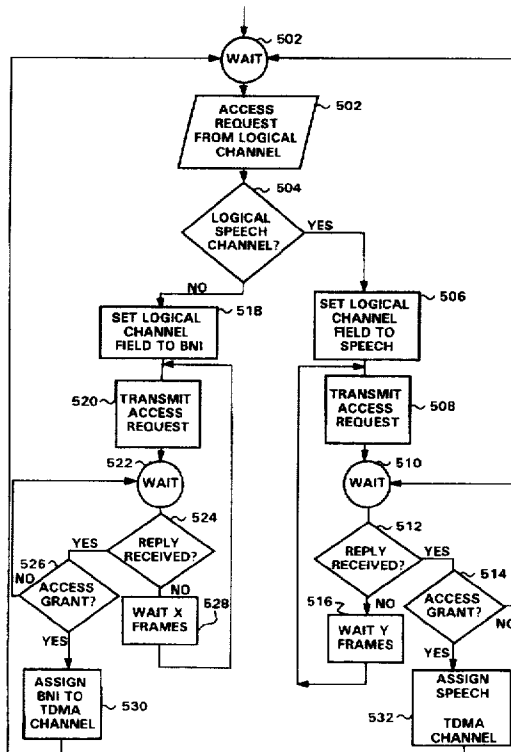 502
WAIT
502
ACCESS
REQUEST
FROM LOGICAL
CHANNEL
504
LOGICAL
SPEECH
CHANNEL?
YES
NO
518
SET LOGICAL
CHANNEL
FIELD TO BNI
506
SET LOGICAL
CHANNEL
FIELD TO
SPEECH
520
TRANSMIT
ACCESS
REQUEST
TRANSMIT
ACCESS
REQUEST
508
522
WAIT
510
WAIT
524
REPLY
RECEIVED?
YES
NO
526
ACCESS
GRANT?
NO
YES
WAIT X
FRAMES
528
512
REPLY
RECEIVED?
YES
NO
514
ACCESS
GRANT?
NO
YES
516
WAIT Y
FRAMES
ASSIGN
BNI TO
TDMA
CHANNEL
530
ASSIGN
SPEECH
TDMA
CHANNEL
532